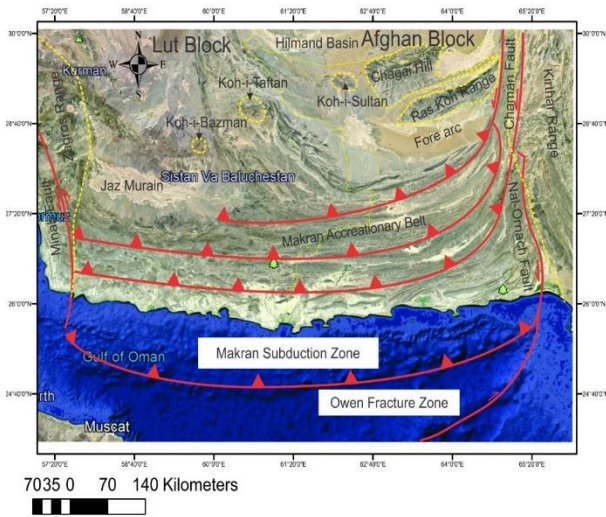 57°20'0"E 58°40'0"E 60°0'0"E 61°20'0"E 62°40'0"E 64°0'0"E 65°20'0"E
30°0'0"N
30°0'0"N
Lut Block
Hilmand Basin
Afghan Block
N
W E
S
Kerman
Koh-i-Taftan
Koh-i-Sultan
Chagai Hill
Ras Koh Range
Chaman Fault
Kirthar Range
Zagros Range
28°40'0"N
28°40'0"N
Koh-i-Bazman
Fore arc
Jaz Murain
Sistan Va Baluchestan
27°20'0"N
27°20'0"N
Makran Accreationary Belt
Minab Fault
Nal-Ornach Fault
26°0'0"N
26°0'0"N
Gulf of Oman
Makran Subduction Zone
24°40'0"N
24°40'0"N
rth
Owen Fracture Zone
Muscat
57°20'0"E 58°40'0"E 60°0'0"E 61°20'0"E 62°40'0"E 64°0'0"E 65°20'0"E
7035 0 70 140 Kilometers